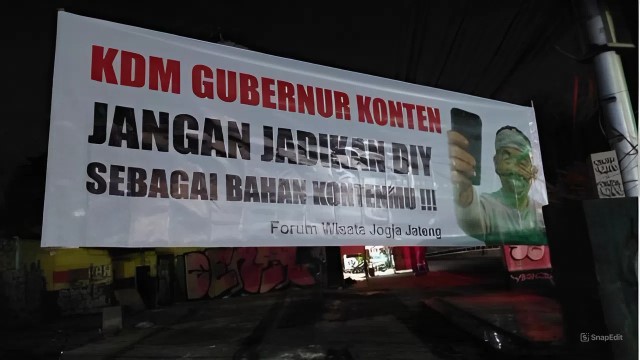 KDM GUBERNUR KONTEN
JANGAN JADIKAN DIY
SEBAGAI BAHAN KONTENMU !!!
Forum Wisata Jogja Jateng
SnapEdit